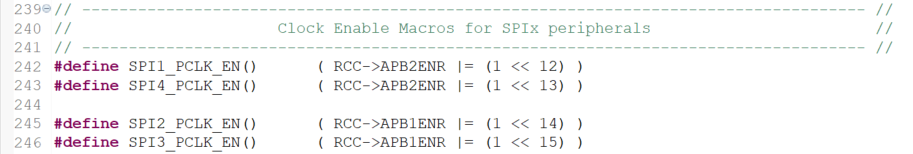 239 // ------------------------------------------------------------------------------------ //
240 // Clock Enable Macros for SPIx peripherals //
241 // ------------------------------------------------------------------------------------ //
242 #define SPI1_PCLK_EN() ( RCC->APB2ENR |= (1 << 12) )
243 #define SPI4_PCLK_EN() ( RCC->APB2ENR |= (1 << 13) )
244
245 #define SPI2_PCLK_EN() ( RCC->APB1ENR |= (1 << 14) )
246 #define SPI3_PCLK_EN() ( RCC->APB1ENR |= (1 << 15) )